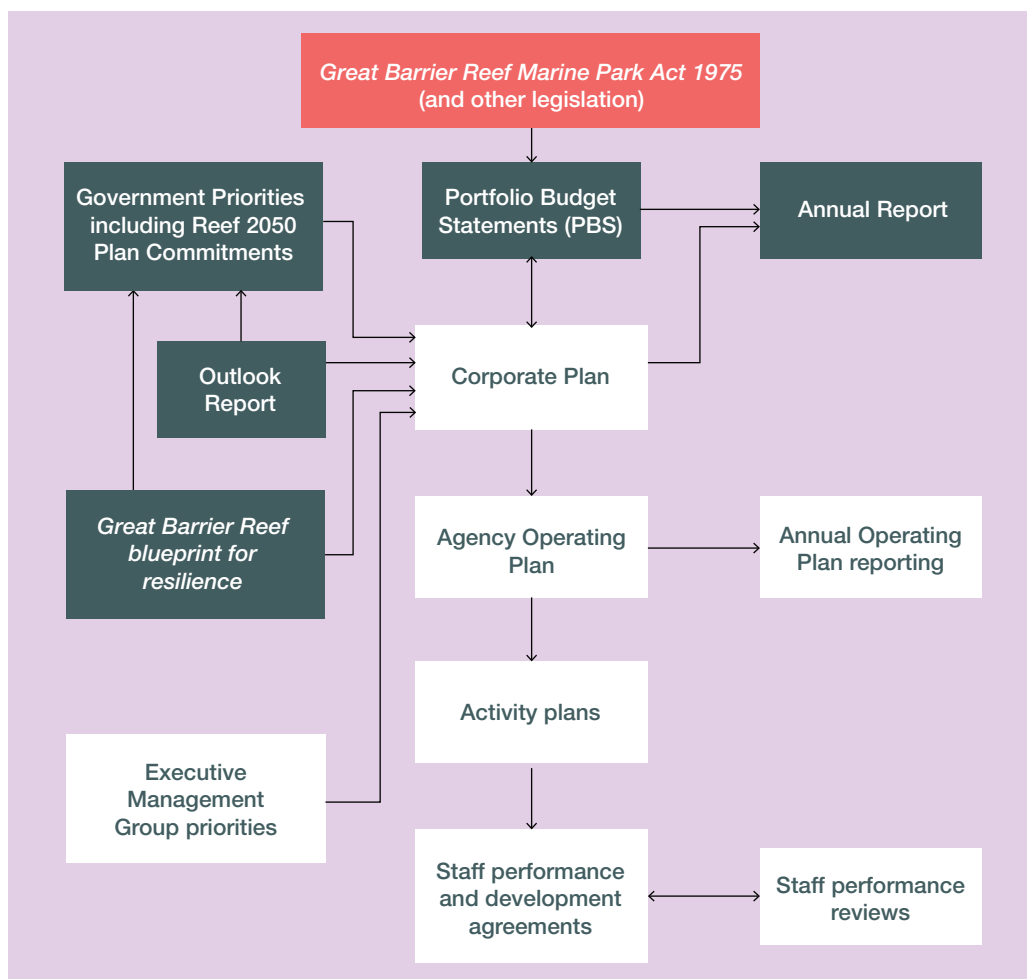 Great Barrier Reef Marine Park Act 1975
(and other legislation)
Government Priorities
including Reef 2050
Plan Commitments
Portfolio Budget
Statements (PBS)
Annual Report
Outlook
Report
Corporate Plan
Great Barrier Reef
blueprint for
resilience
Agency Operating
Plan
Annual Operating
Plan reporting
Activity plans
Executive
Management
Group priorities
Staff performance
and development
agreements
Staff performance
reviews